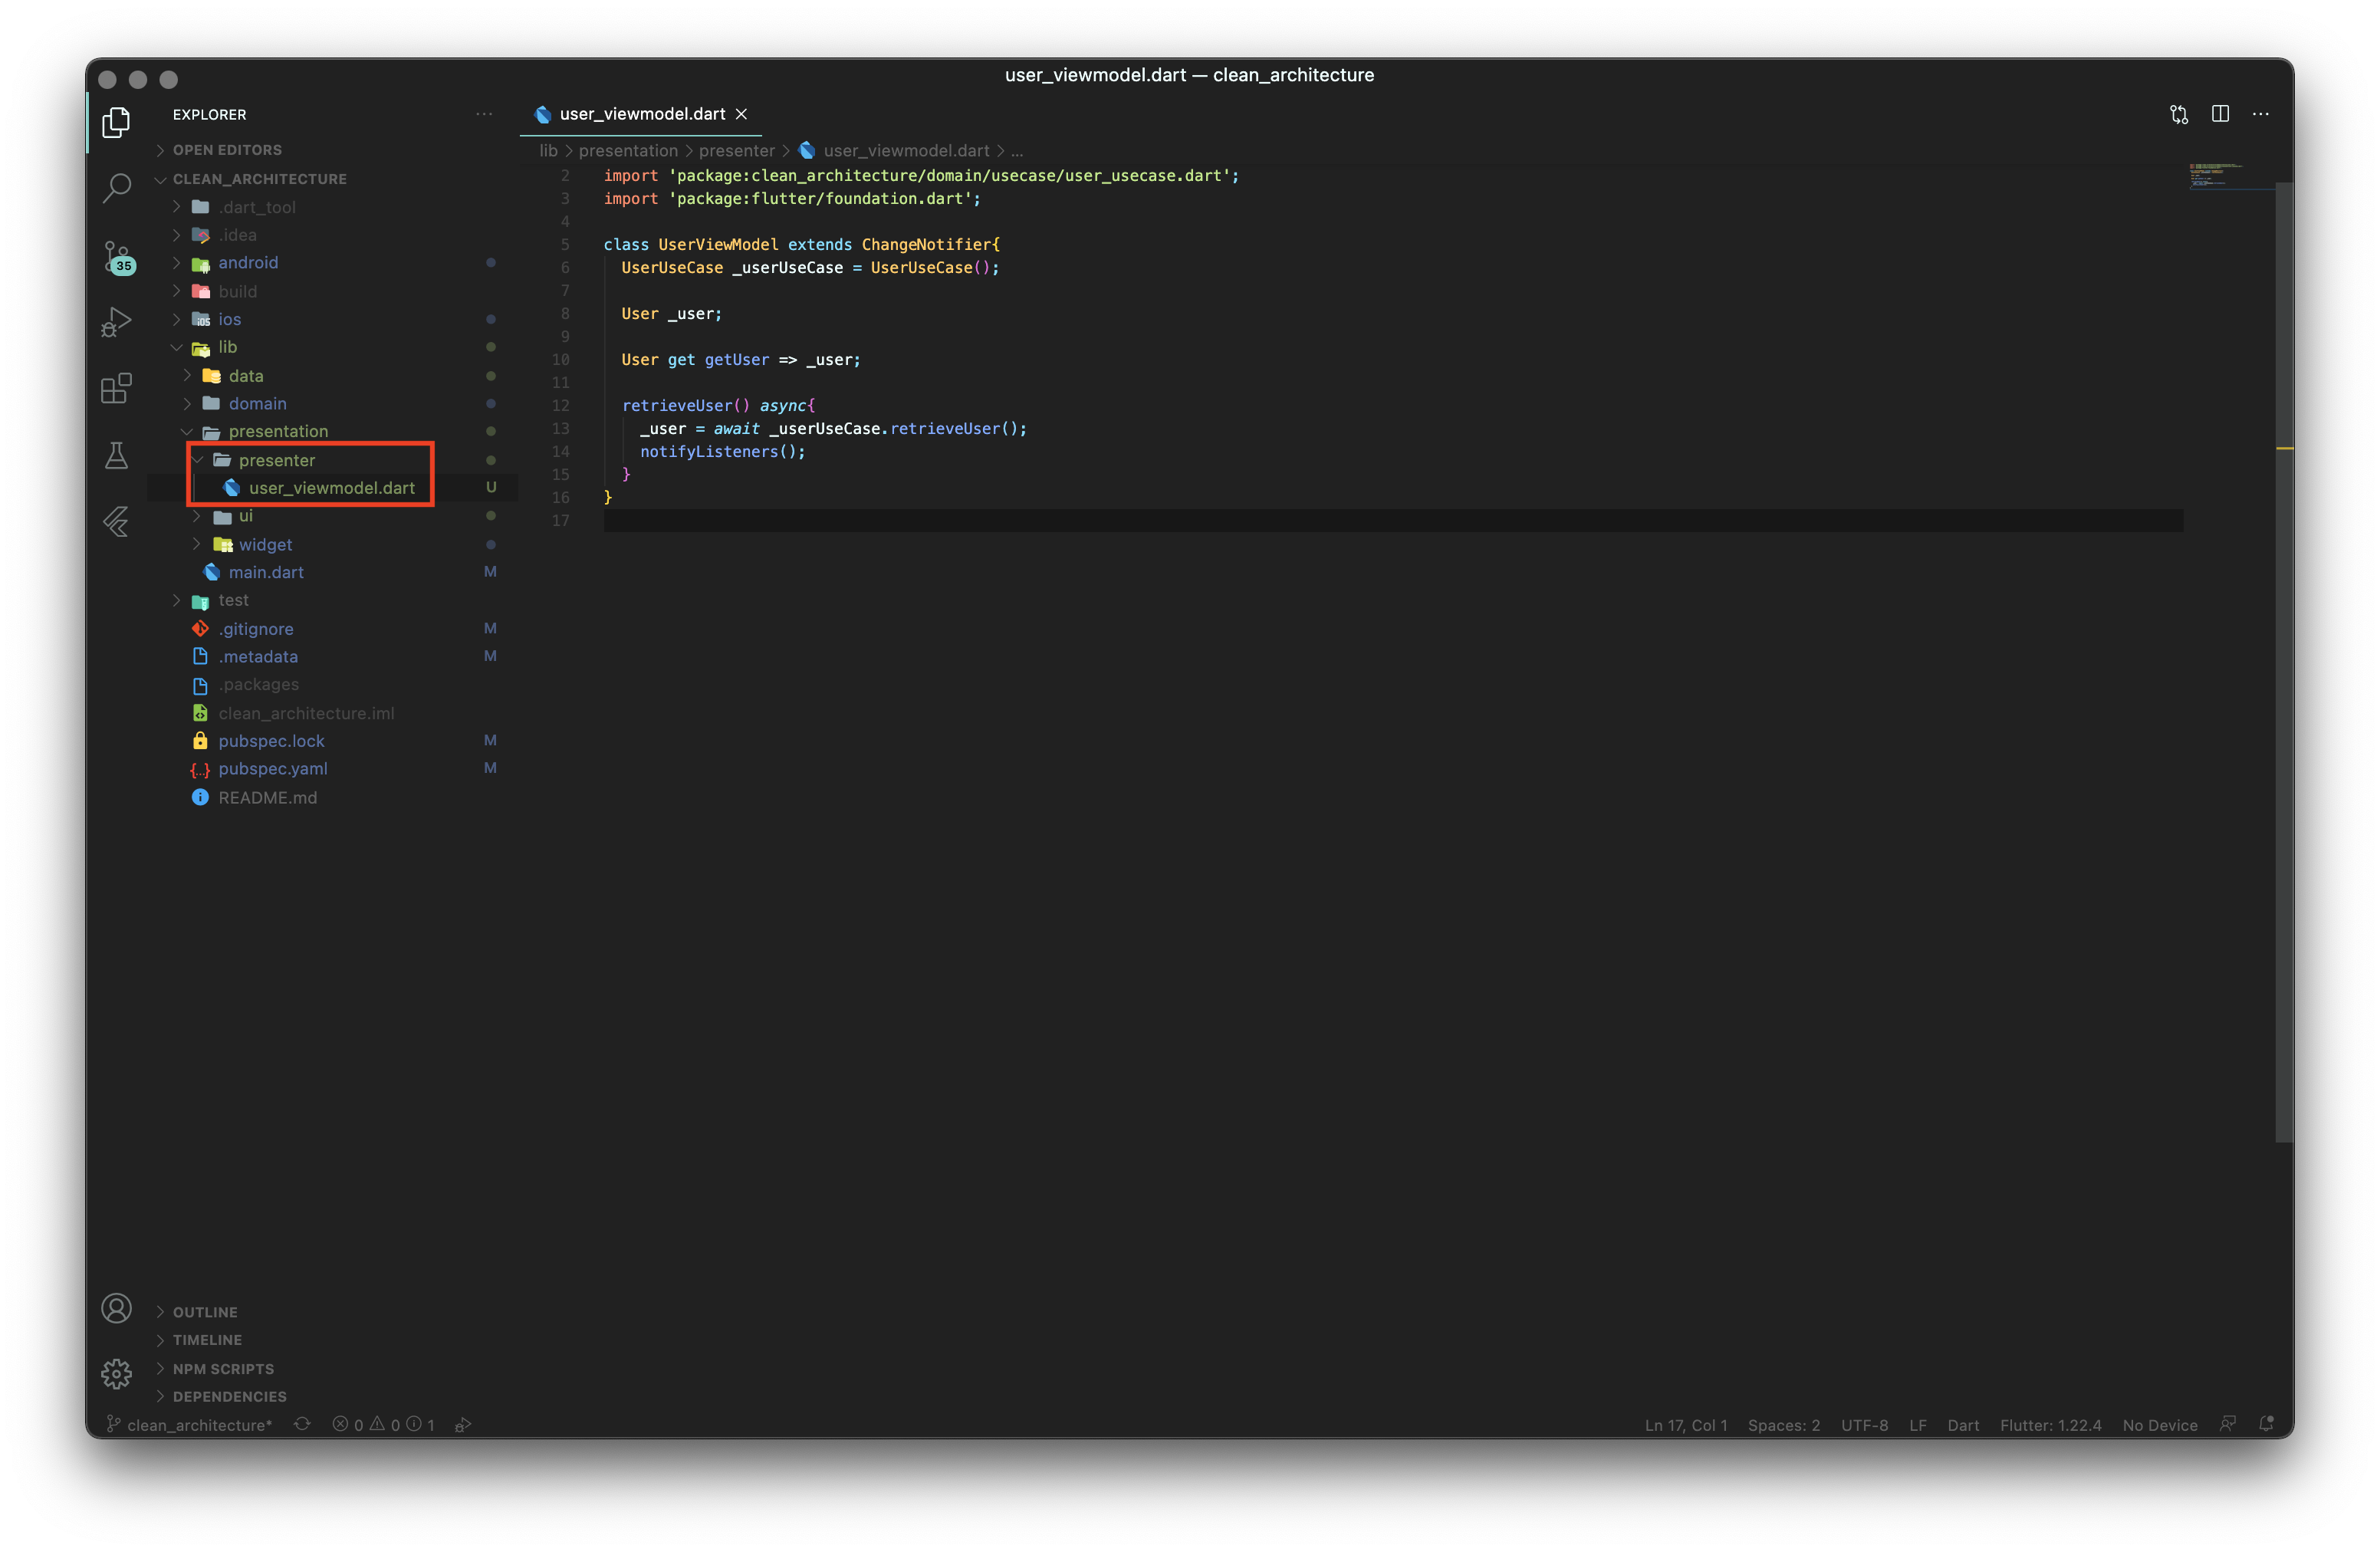 user_viewmodel.dart — clean_architecture
EXPLORER
OPEN EDITORS
CLEAN_ARCHITECTURE
.dart_tool
.idea
android
build
ios
lib
data
domain
presentation
presenter
user_viewmodel.dart U
ui
widget
main.dart M
test
.gitignore M
.metadata M
.packages
clean_architecture.iml
pubspec.lock M
pubspec.yaml M
README.md
OUTLINE
TIMELINE
NPM SCRIPTS
DEPENDENCIES
35
user_viewmodel.dart
lib > presentation > presenter > user_viewmodel.dart > ...
2 import 'package:clean_architecture/domain/usecase/user_usecase.dart';
3 import 'package:flutter/foundation.dart';
4
5 class UserViewModel extends ChangeNotifier{
6 UserUseCase _userUseCase = UserUseCase();
7
8 User _user;
9
10 User get getUser => _user;
11
12 retrieveUser() async{
13 _user = await _userUseCase.retrieveUser();
14 notifyListeners();
15 }
16 }
17
clean_architecture* 0 0 1 Ln 17, Col 1 Spaces: 2 UTF-8 LF Dart Flutter: 1.22.4 No Device